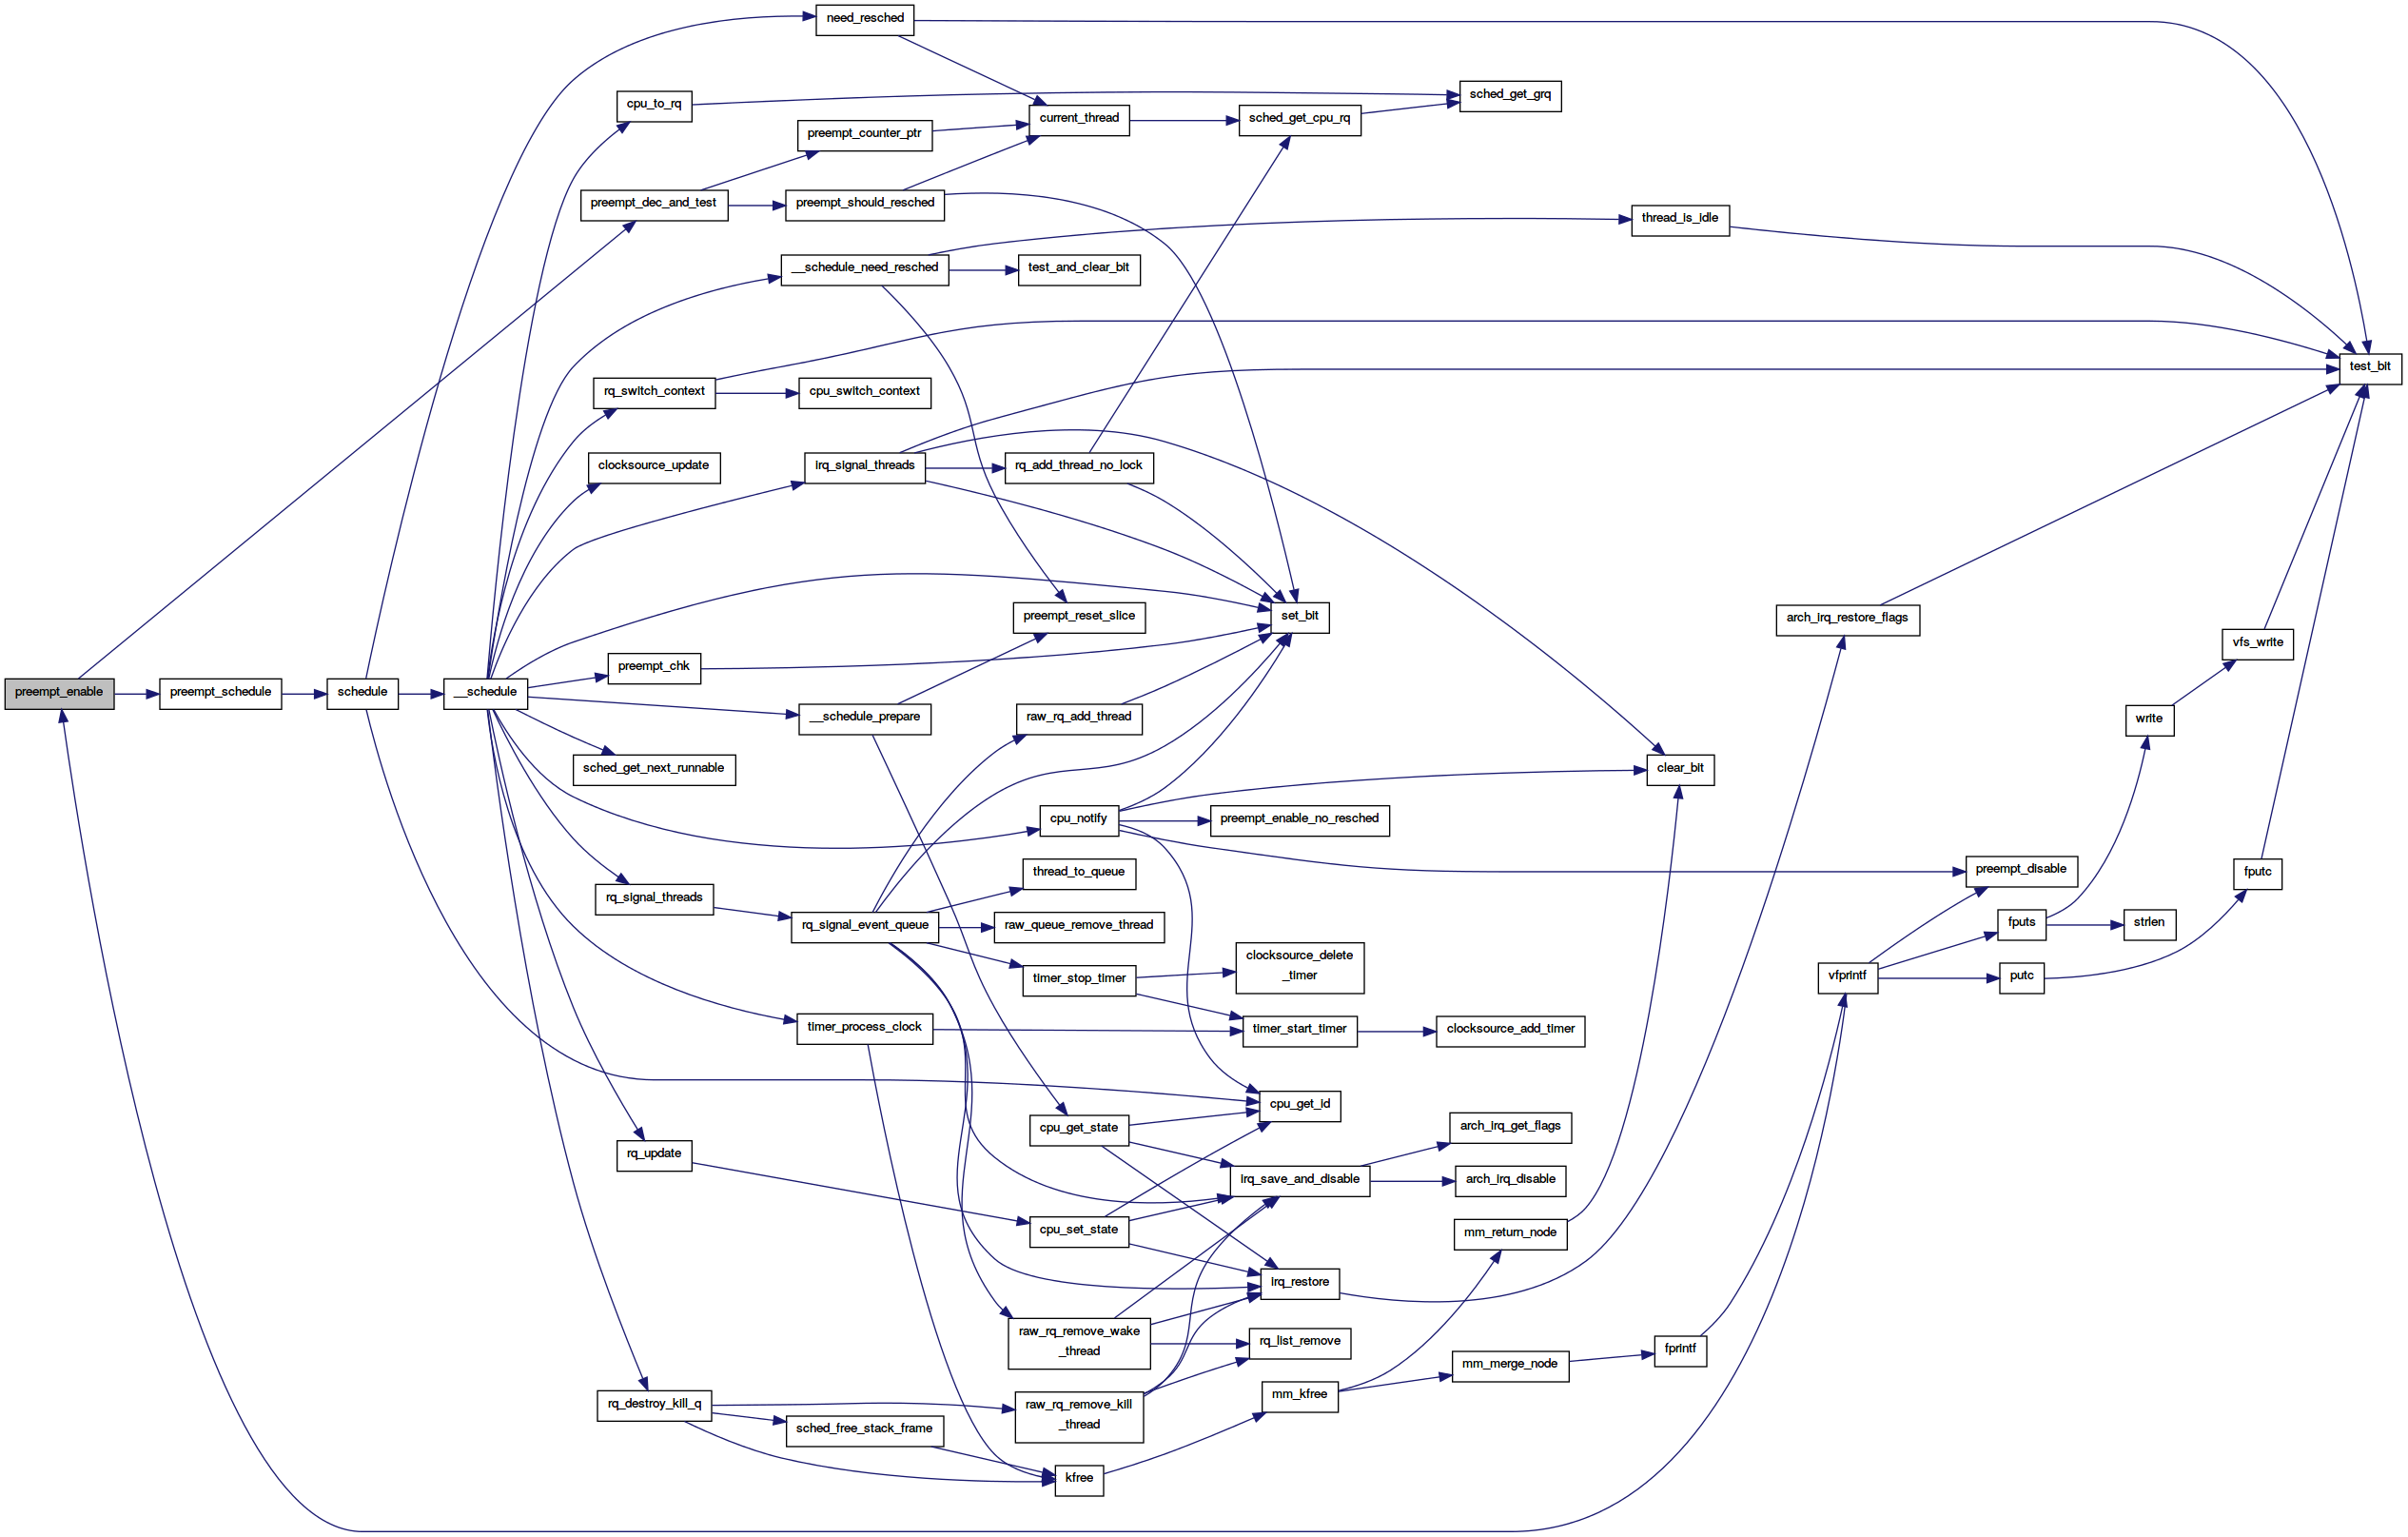 need_resched
cpu_to_rq
sched_get_grq
preempt_counter_ptr
current_thread
sched_get_cpu_rq
preempt_dec_and_test
preempt_should_resched
thread_is_idle
__schedule_need_resched
test_and_clear_bit
test_bit
rq_switch_context
cpu_switch_context
clocksource_update
irq_signal_threads
rq_add_thread_no_lock
preempt_reset_slice
set_bit
arch_irq_restore_flags
vfs_write
preempt_chk
preempt_enable
preempt_schedule
schedule
__schedule
__schedule_prepare
raw_rq_add_thread
write
sched_get_next_runnable
clear_bit
cpu_notify
preempt_enable_no_resched
thread_to_queue
preempt_disable
fputc
rq_signal_threads
rq_signal_event_queue
raw_queue_remove_thread
fputs
strlen
timer_stop_timer
clocksource_delete
_timer
vfprintf
putc
timer_process_clock
timer_start_timer
clocksource_add_timer
cpu_get_id
cpu_get_state
arch_irq_get_flags
rq_update
irq_save_and_disable
arch_irq_disable
cpu_set_state
mm_return_node
irq_restore
raw_rq_remove_wake
_thread
rq_list_remove
fprintf
mm_merge_node
rq_destroy_kill_q
raw_rq_remove_kill
_thread
mm_kfree
sched_free_stack_frame
kfree